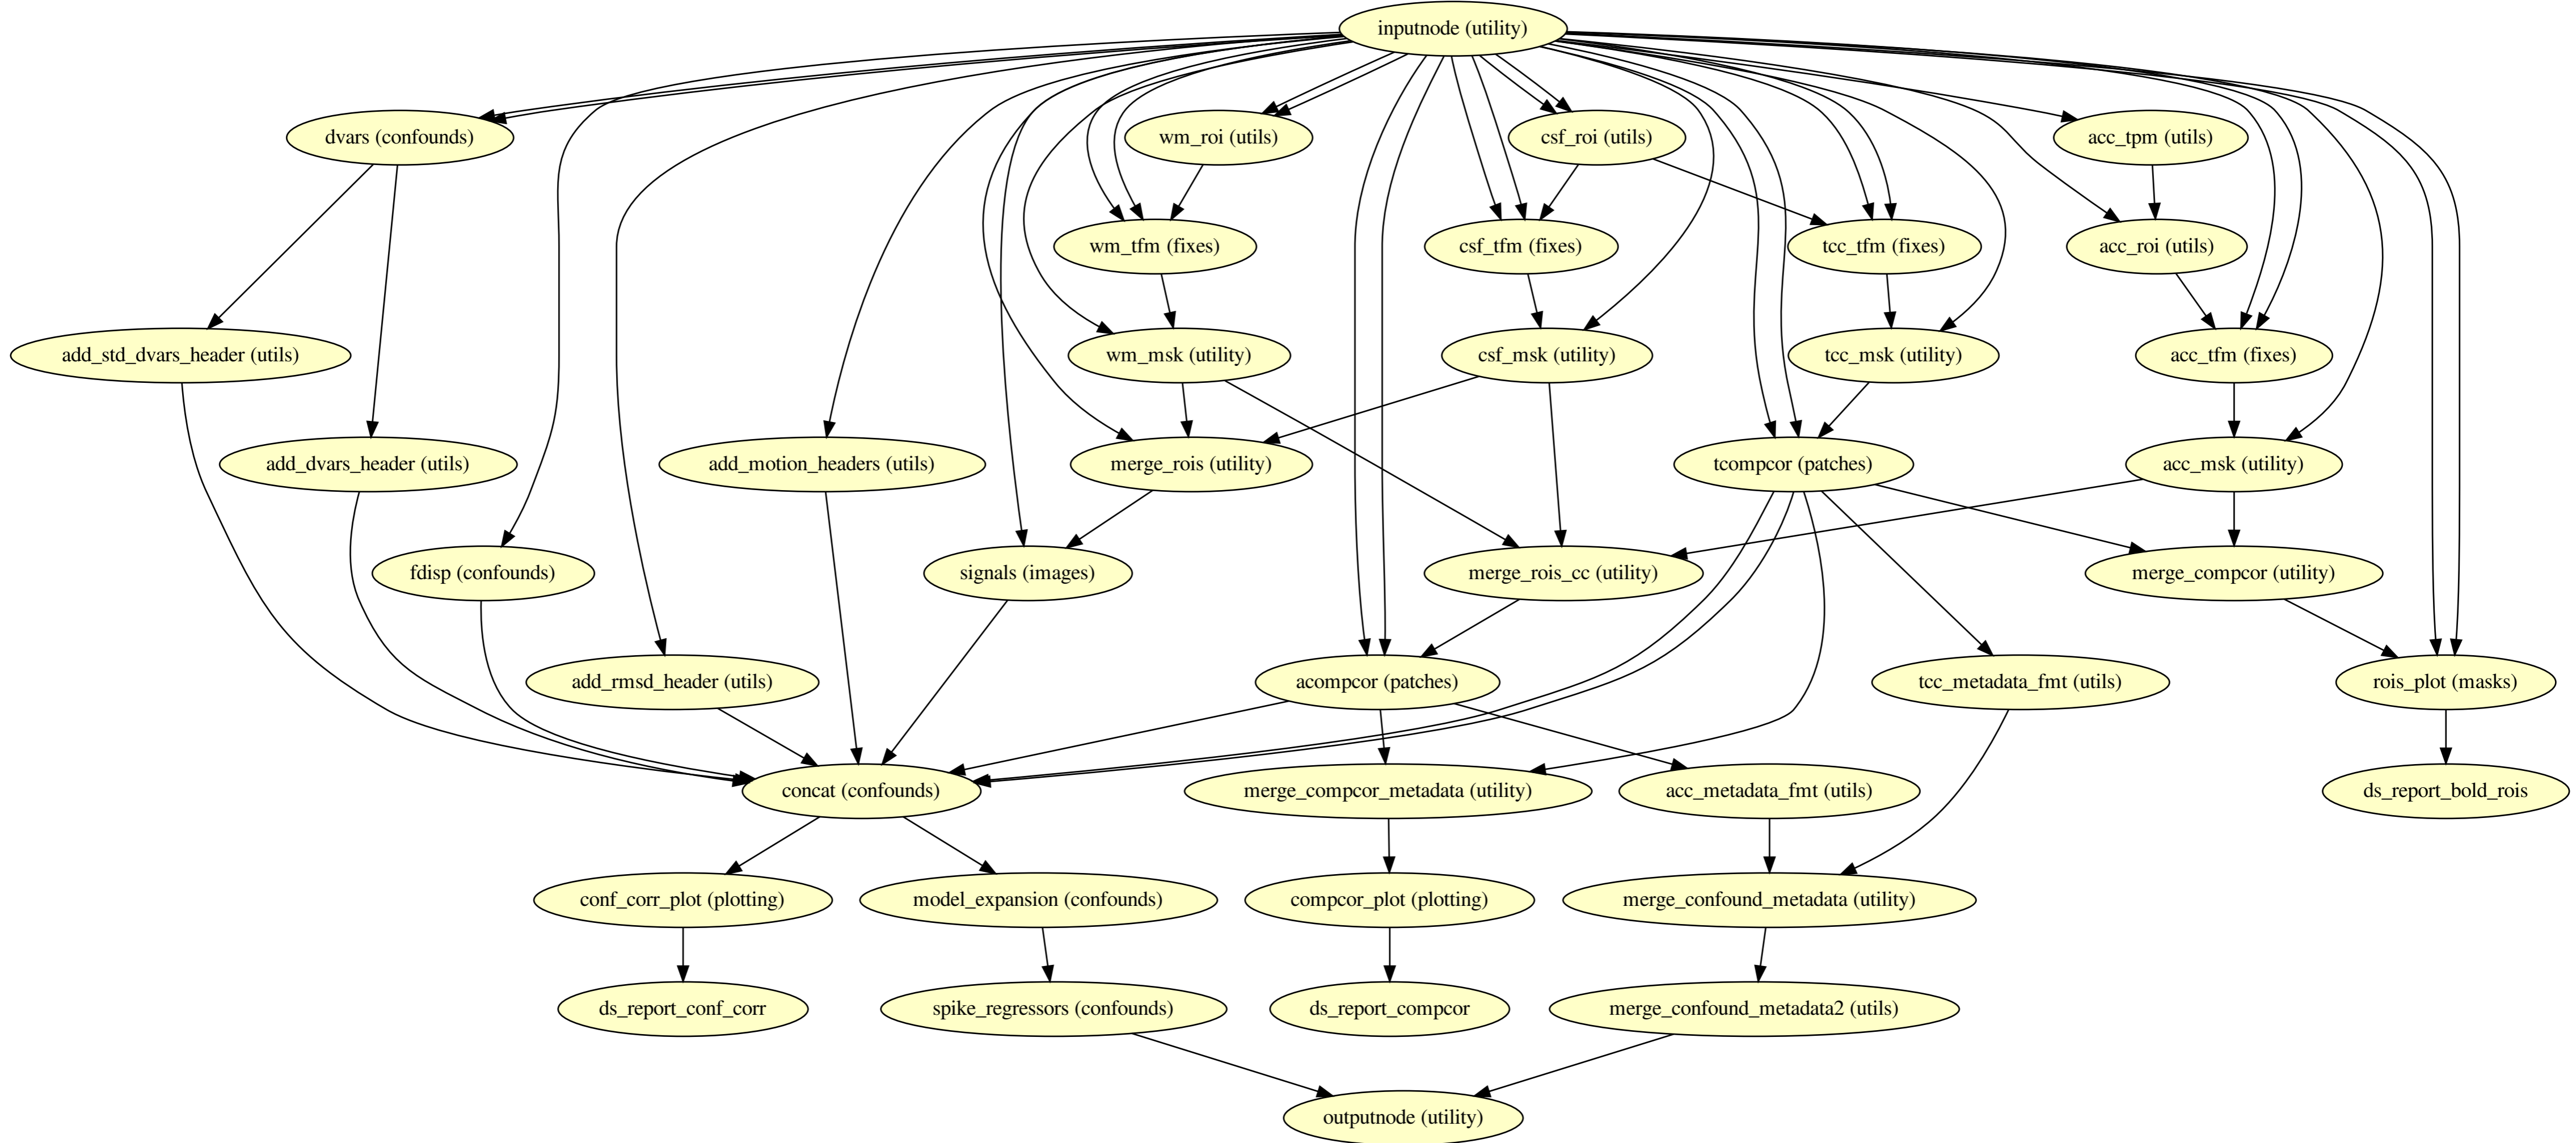 inputnode (utility)
dvars (confounds)
wm_roi (utils)
csf_roi (utils)
acc_tpm (utils)
wm_tfm (fixes)
csf_tfm (fixes)
tcc_tfm (fixes)
acc_roi (utils)
add_std_dvars_header (utils)
wm_msk (utility)
csf_msk (utility)
tcc_msk (utility)
acc_tfm (fixes)
add_dvars_header (utils)
add_motion_headers (utils)
merge_rois (utility)
tcompcor (patches)
acc_msk (utility)
fdisp (confounds)
signals (images)
merge_rois_cc (utility)
merge_compcor (utility)
add_rmsd_header (utils)
acompcor (patches)
tcc_metadata_fmt (utils)
rois_plot (masks)
concat (confounds)
merge_compcor_metadata (utility)
acc_metadata_fmt (utils)
ds_report_bold_rois
conf_corr_plot (plotting)
model_expansion (confounds)
compcor_plot (plotting)
merge_confound_metadata (utility)
ds_report_conf_corr
spike_regressors (confounds)
ds_report_compcor
merge_confound_metadata2 (utils)
outputnode (utility)